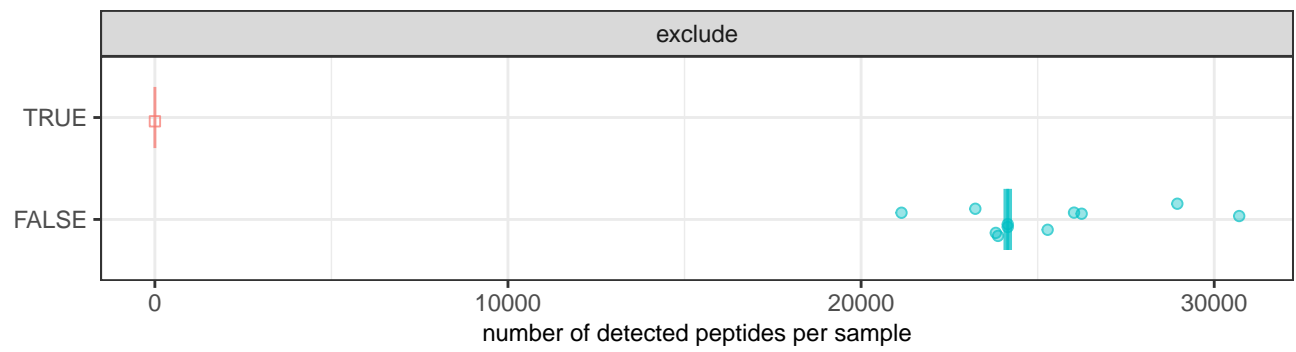 exclude
TRUE
FALSE
0 10000 20000 30000
number of detected peptides per sample